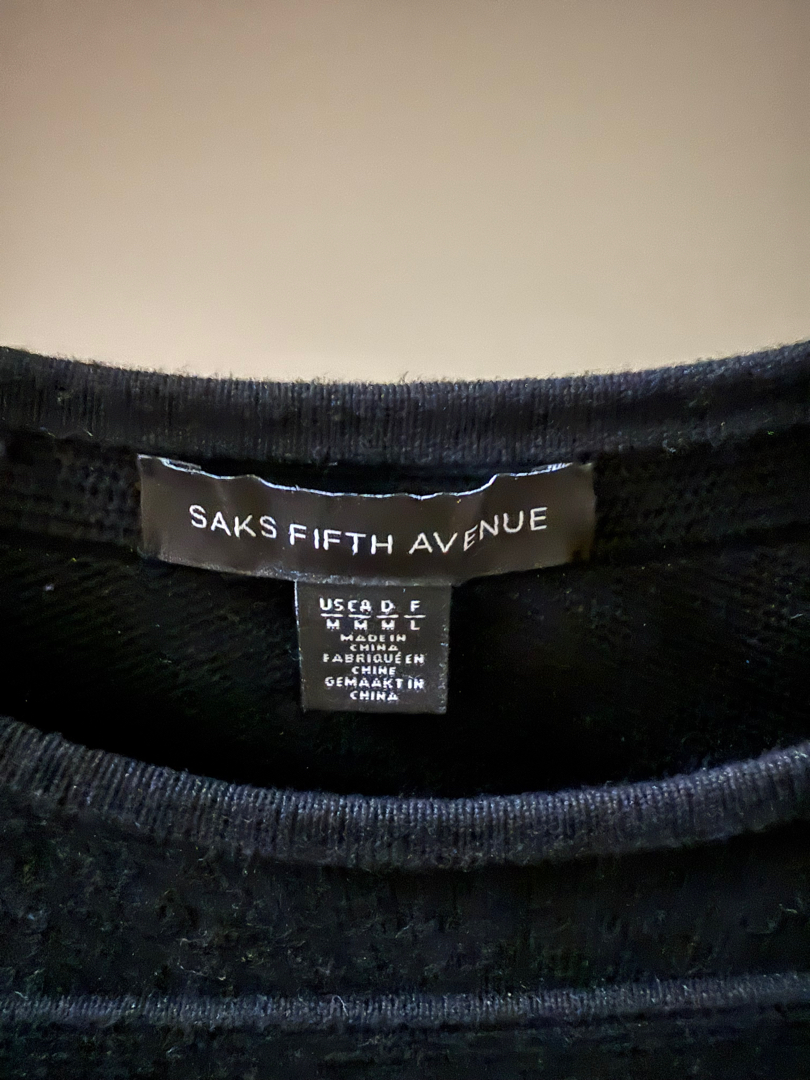 SAKS FIFTH AVENUE
US CA D F
M M M L
MADE IN
CHINA
FABRIQUÉ EN
CHINE
GEMAAKT IN
CHINA